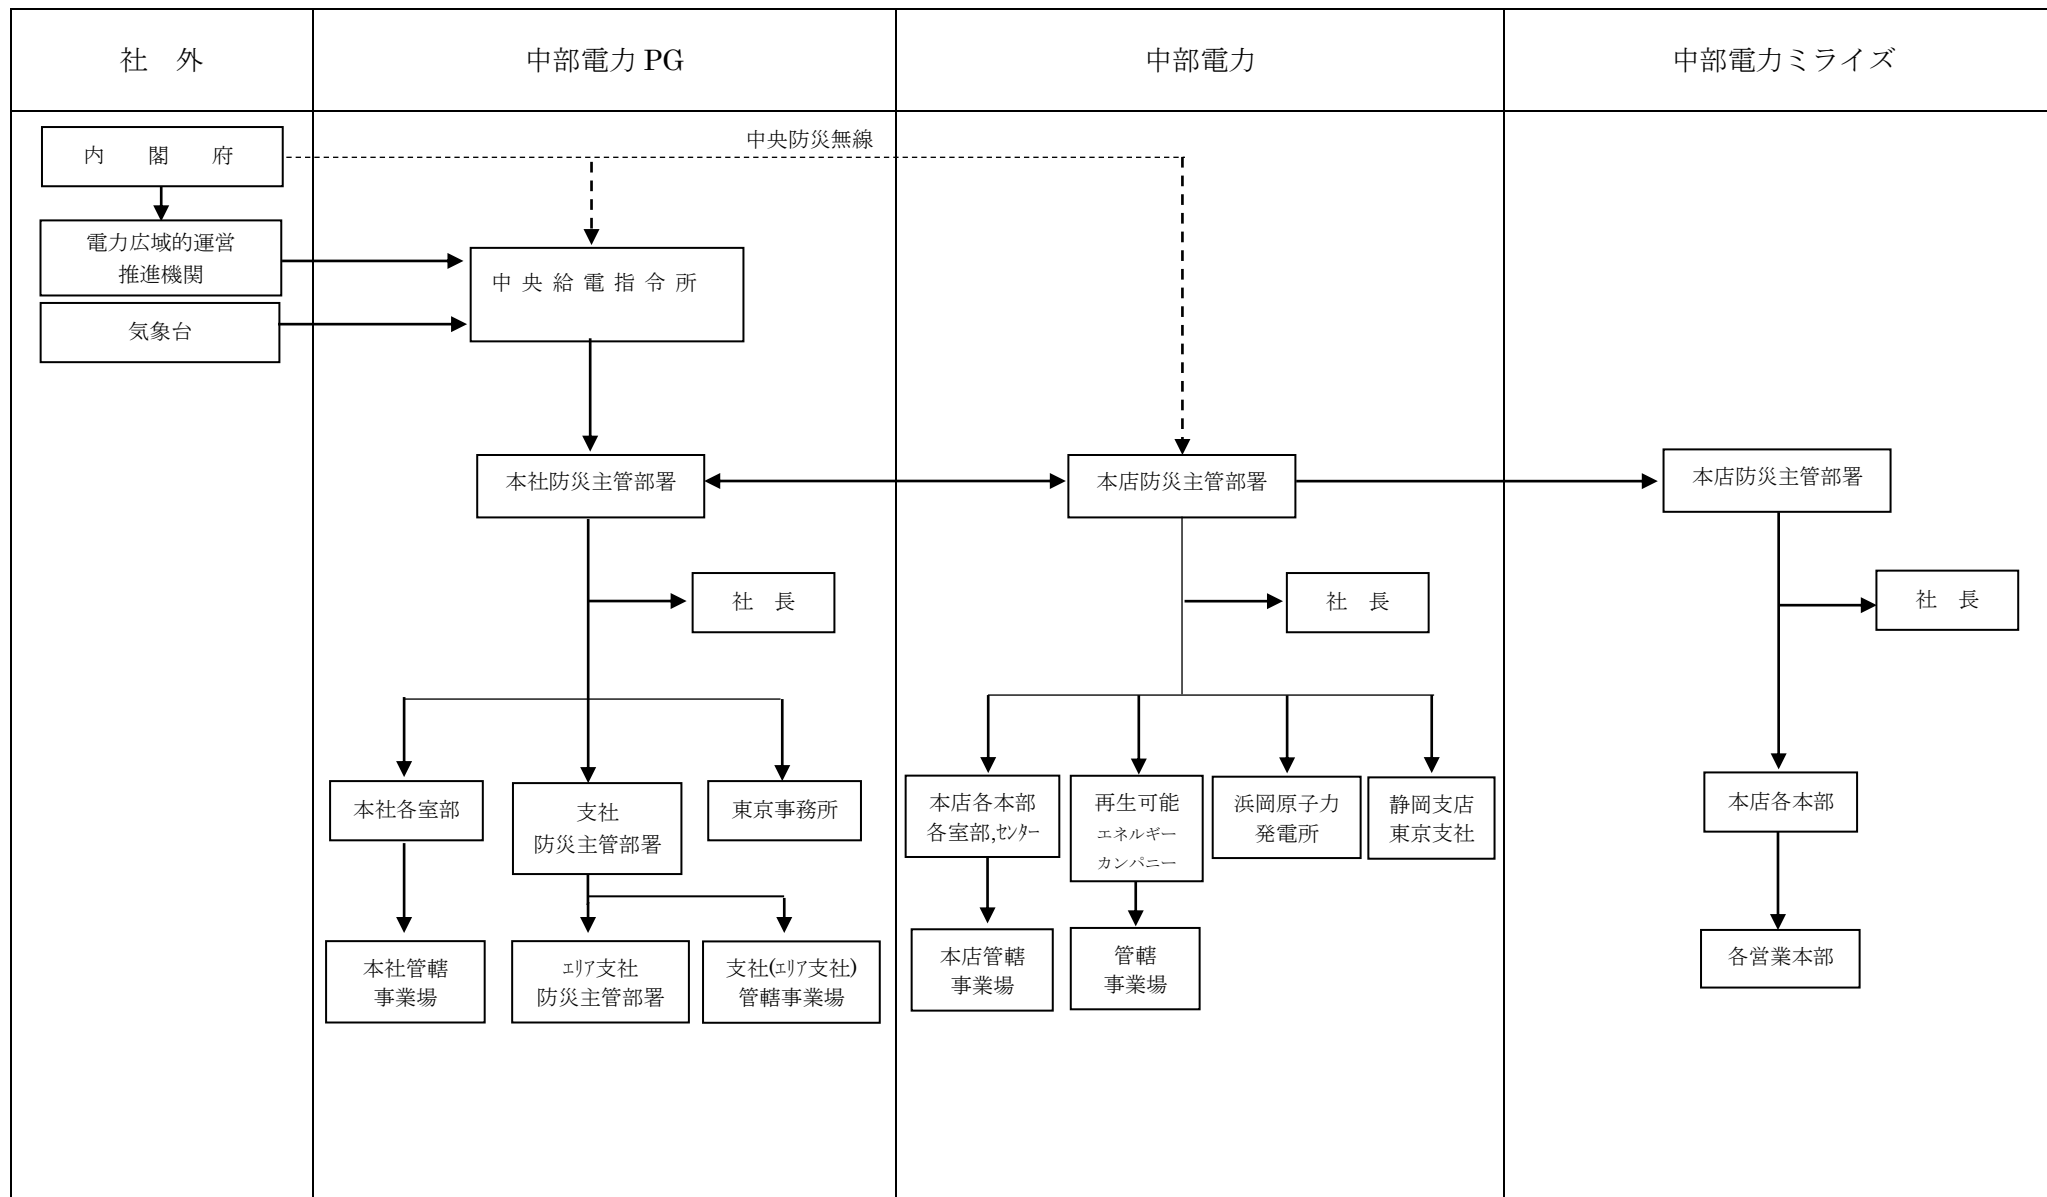 社 外
中部電力 PG
中部電力
中部電力ミライズ
中央防災無線
内 閣 府
電力広域的運営
推進機関
気象台
中 央 給 電 指 令 所
本社防災主管部署
本店防災主管部署
本店防災主管部署
社 長
社 長
社 長
本社各室部
支社
防災主管部署
東京事務所
本店各本部
各室部,ｾﾝﾀｰ
再生可能
エネルギー
カンパニー
浜岡原子力
発電所
静岡支店
東京支社
本店各本部
本社管轄
事業場
ｴﾘｱ支社
防災主管部署
支社(ｴﾘｱ支社)
管轄事業場
本店管轄
事業場
管轄
事業場
各営業本部